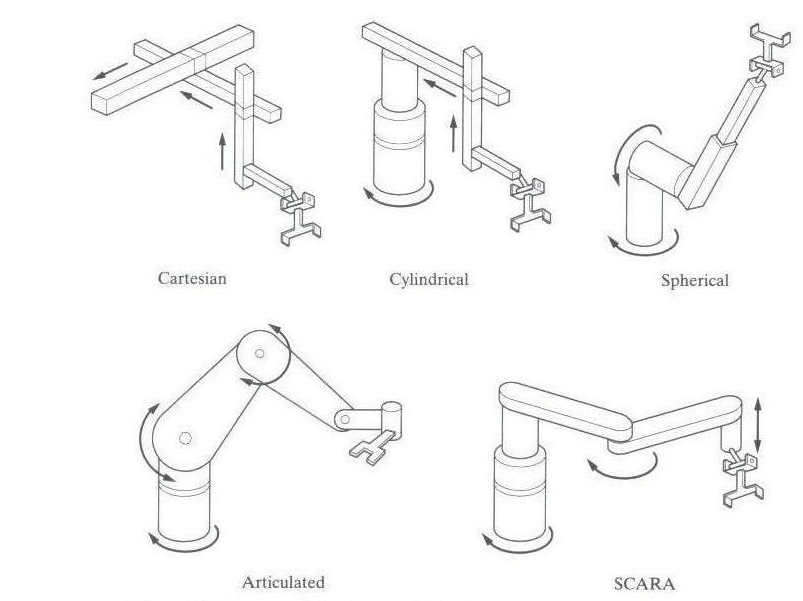 Cartesian
Cylindrical
Spherical
Articulated
SCARA